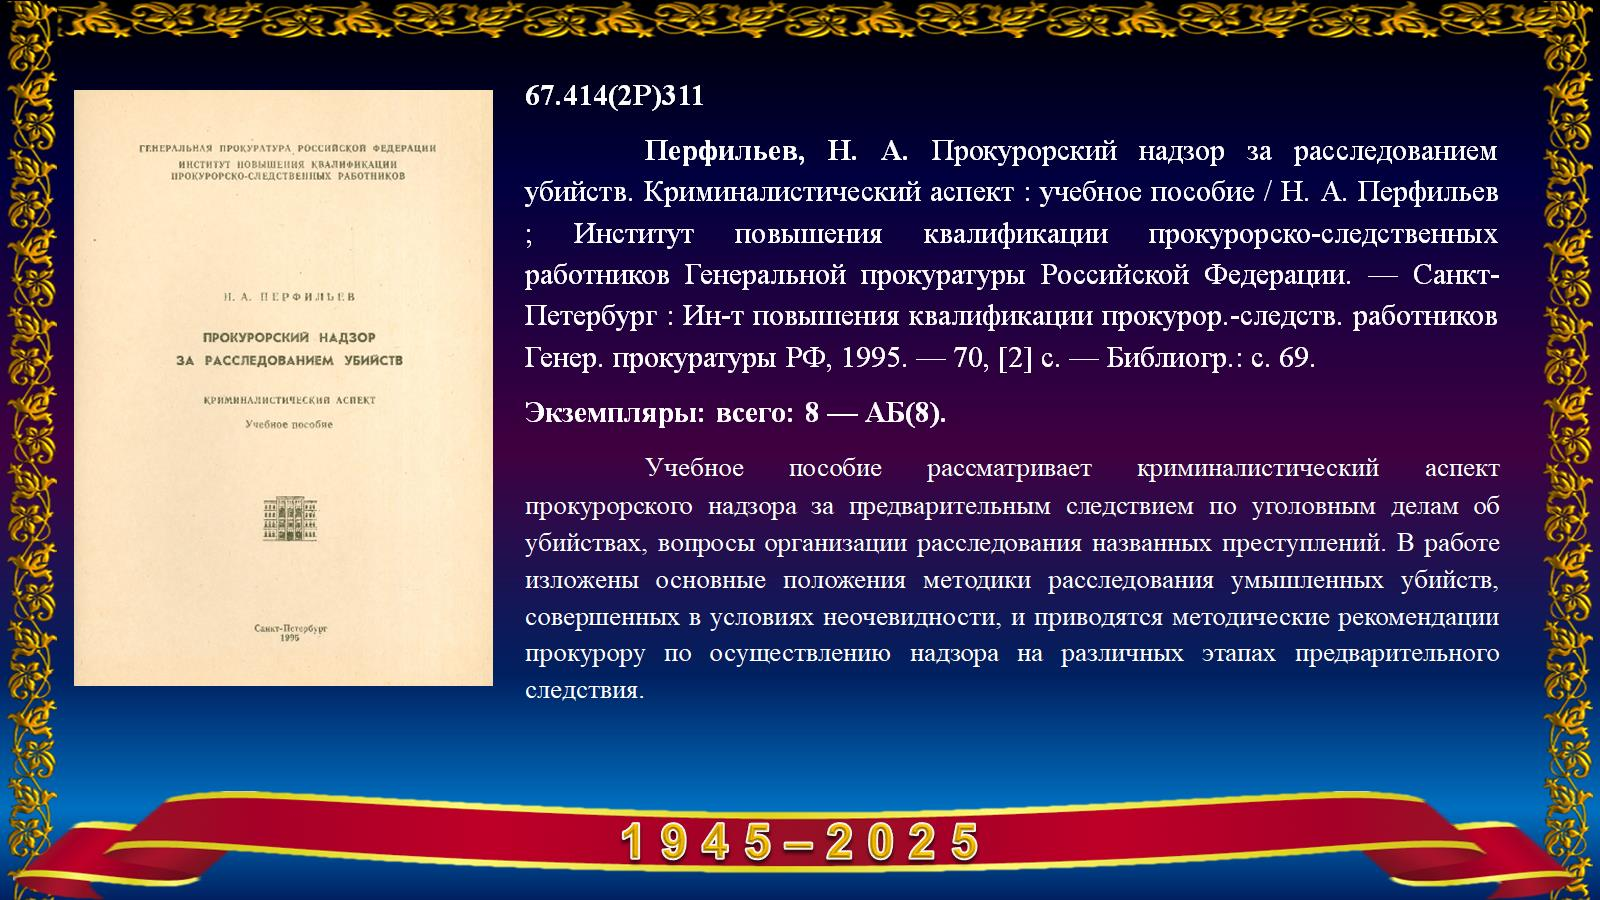 ГЕНЕРАЛЬНАЯ ПРОКУРАТУРА РОССИЙСКОЙ ФЕДЕРАЦИИ
ИНСТИТУТ ПОВЫШЕНИЯ КВАЛИФИКАЦИИ
ПРОКУРОРСКО-СЛЕДСТВЕННЫХ РАБОТНИКОВ
Н. А. ПЕРФИЛЬЕВ
ПРОКУРОРСКИЙ НАДЗОР
ЗА РАССЛЕДОВАНИЕМ УБИЙСТВ
КРИМИНАЛИСТИЧЕСКИЙ АСПЕКТ
Учебное пособие
Санкт-Петербург
1995
67.414(2Р)311
Перфильев, Н. А. Прокурорский надзор за расследованием
убийств. Криминалистический аспект : учебное пособие / Н. А. Перфильев
; Институт повышения квалификации прокурорско-следственных
работников Генеральной прокуратуры Российской Федерации. — Санкт-
Петербург : Ин-т повышения квалификации прокурор.-следств. работников
Генер. прокуратуры РФ, 1995. — 70, [2] с. — Библиогр.: с. 69.
Экземпляры: всего: 8 — АБ(8).
Учебное пособие рассматривает криминалистический аспект
прокурорского надзора за предварительным следствием по уголовным делам об
убийствах, вопросы организации расследования названных преступлений. В работе
изложены основные положения методики расследования умышленных убийств,
совершенных в условиях неочевидности, и приводятся методические рекомендации
прокурору по осуществлению надзора на различных этапах предварительного
следствия.
1945–2025